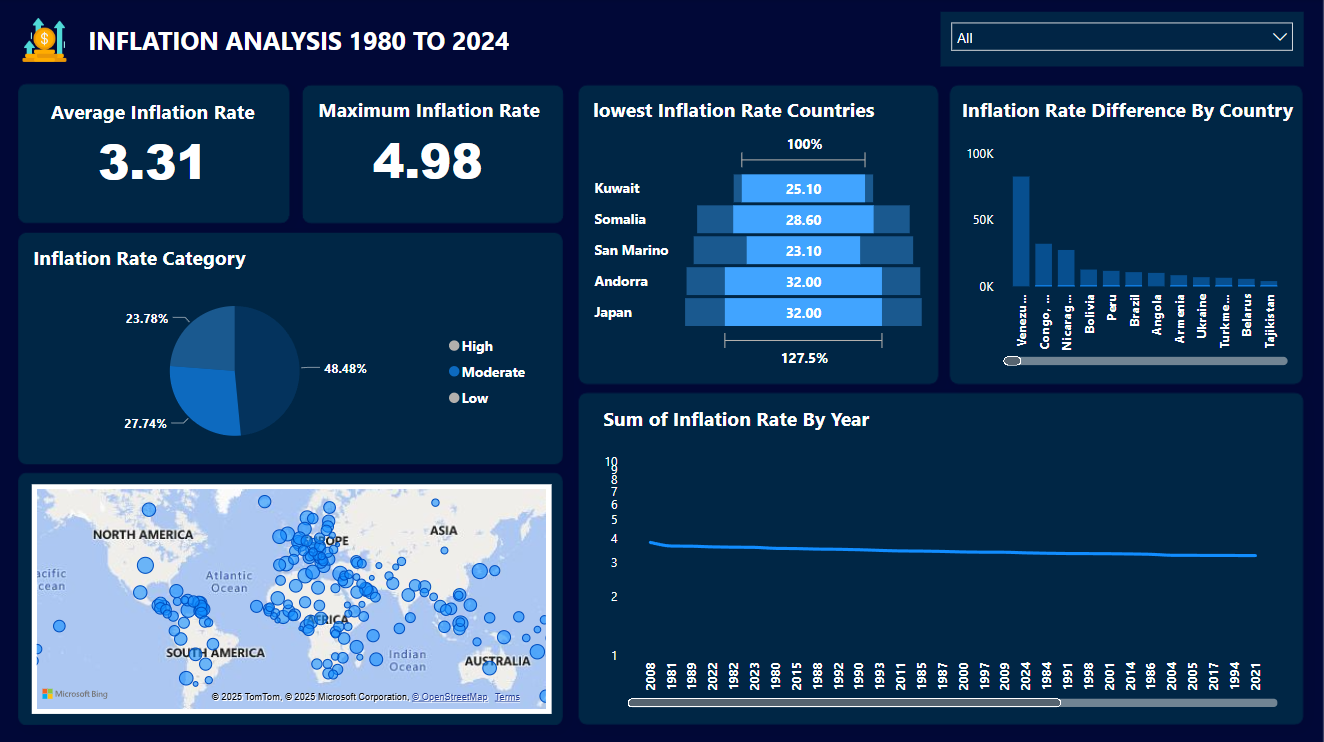 INFLATION ANALYSIS 1980 TO 2024
All
Average Inflation Rate
3.31
Maximum Inflation Rate
4.98
lowest Inflation Rate Countries
100%
Kuwait
25.10
Somalia
28.60
San Marino
23.10
Andorra
32.00
Japan
32.00
127.5%
Inflation Rate Difference By Country
100K
50K
0K
Venezu...
Congo, ...
Nicarag...
Bolivia
Peru
Brazil
Angola
Armenia
Ukraine
Turkme...
Belarus
Tajikistan
Inflation Rate Category
23.78%
48.48%
27.74%
High
Moderate
Low
NORTH AMERICA
ASIA
OPE
acific
cean
Atlantic
Ocean
FRICA
SOUTH AMERICA
Indian
Ocean
AUSTRALIA
Microsoft Bing
© 2025 TomTom, © 2025 Microsoft Corporation, © OpenStreetMap Terms
Sum of Inflation Rate By Year
10
9
8
7
6
5
4
3
2
1
2008
1981
1989
2022
1982
2023
1980
2015
1988
1992
1990
1993
2011
1985
2000
1997
2009
2024
1984
1991
1998
2001
2014
1986
2004
2005
2017
1994
2021